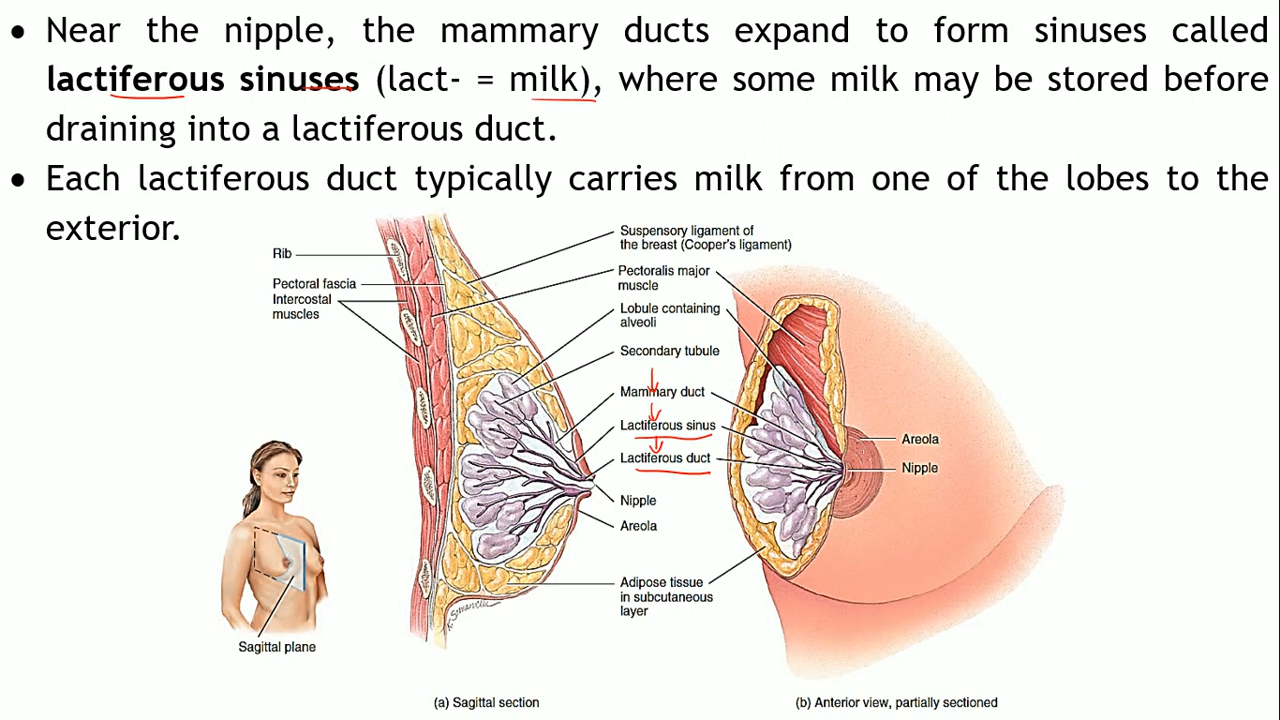 • Near the nipple, the mammary ducts expand to form sinuses called
lactiferous sinuses (lact- = milk), where some milk may be stored before
draining into a lactiferous duct.
• Each lactiferous duct typically carries milk from one of the lobes to the
exterior.
Rib
Pectoral fascia
Intercostal
muscles
Suspensory ligament of
the breast (Cooper's ligament)
Pectoralis major
muscle
Lobule containing
alveoli
Secondary tubule
Mammary duct
Lactiferous sinus
Lactiferous duct
Nipple
Areola
Adipose tissue
in subcutaneous
layer
Areola
Nipple
Sagittal plane
(a) Sagittal section
(b) Anterior view, partially sectioned